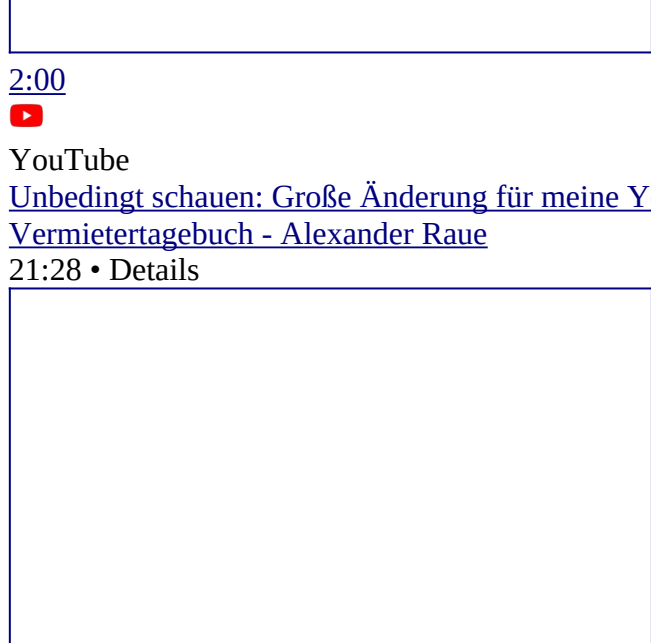 2:00
YouTube
Unbedingt schauen: Große Änderung für meine Y
Vermietertagebuch - Alexander Raue
21:28 • Details